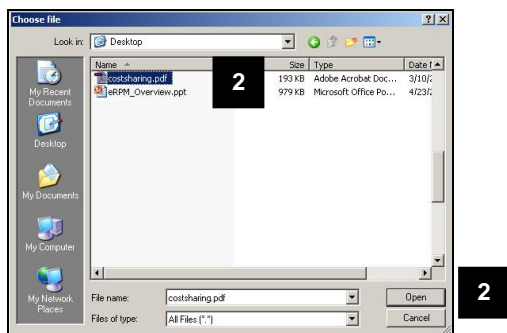 Choose file
Look in: Desktop
Name Size Type Date
costsharing.pdf 193 KB Adobe Acrobat Doc... 3/10/2
eRPM_Overview.ppt 979 KB Microsoft Office Po... 4/23/2
2
My Recent Documents
Desktop
My Documents
My Computer
My Network Places
File name: costsharing.pdf Open
Files of type: All Files (*.*) Cancel
2